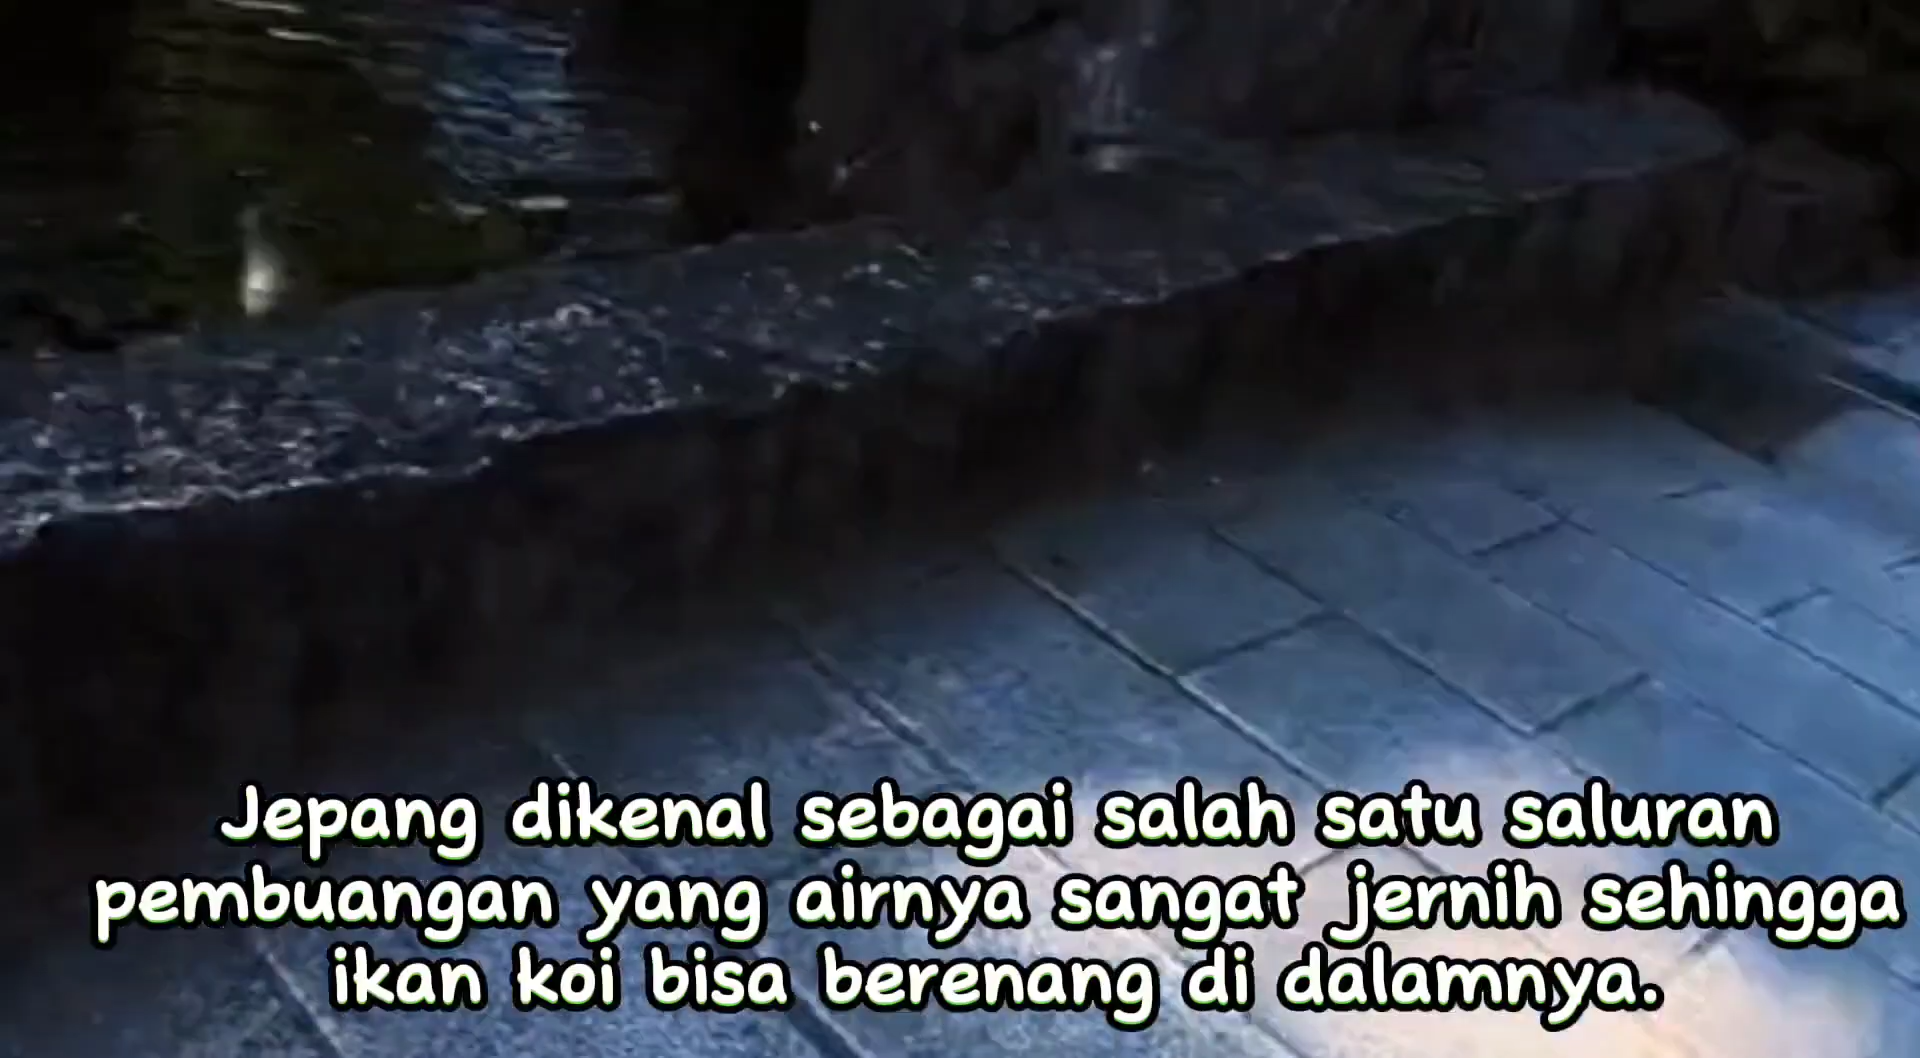 Jepang dikenal sebagai salah satu saluran
pembuangan yang airnya sangat jernih sehingga
ikan koi bisa berenang di dalamnya.